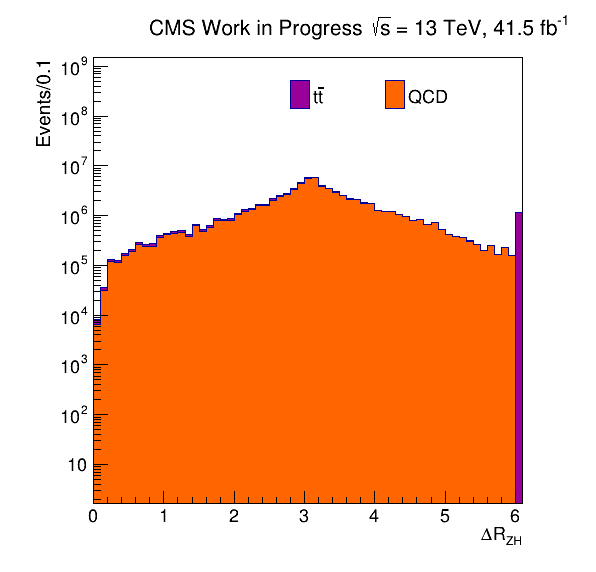 CMS Work in Progress √s = 13 TeV, 41.5 fb⁻¹
Events/0.1
10⁹
tt̄ QCD
10⁸
10⁷
10⁶
10⁵
10⁴
10³
10²
10
0 1 2 3 4 5 6
ΔR_ZH